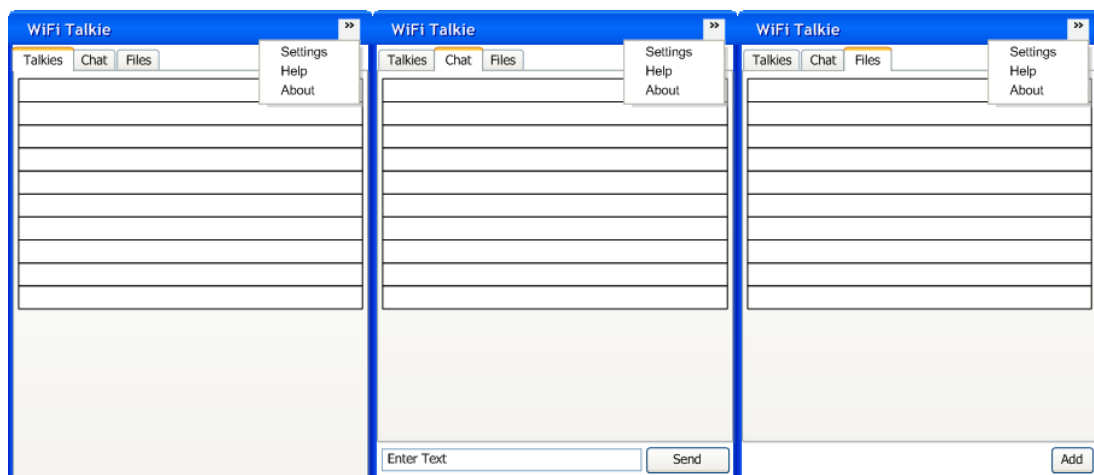 WiFi Talkie »
Settings
Help
About
Talkies Chat Files
WiFi Talkie »
Settings
Help
About
Talkies Chat Files
Enter Text Send
WiFi Talkie »
Settings
Help
About
Talkies Chat Files
Add